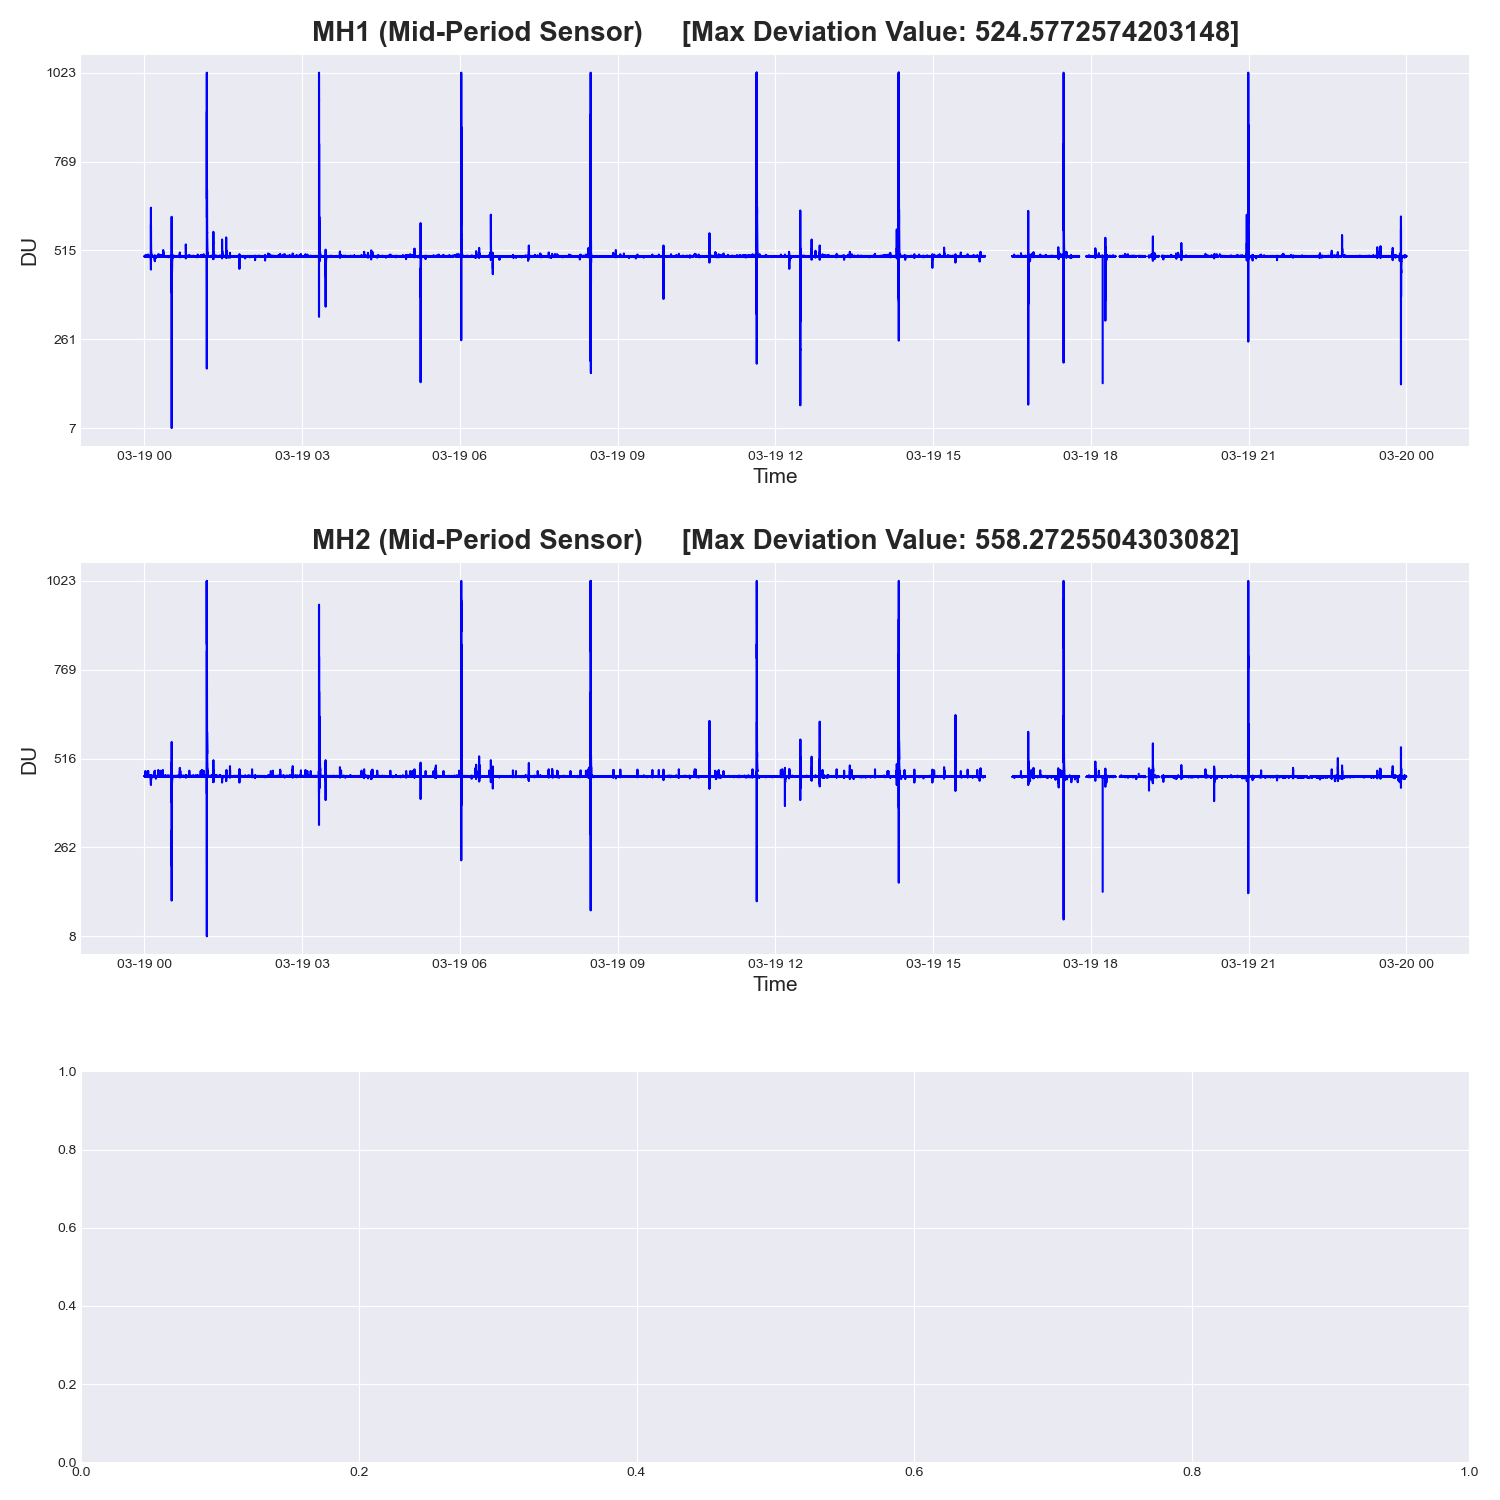 MH1 (Mid-Period Sensor) [Max Deviation Value: 524.5772574203148]
1023
769
515
261
7
DU
03-19 00 03-19 03 03-19 06 03-19 09 03-19 12 03-19 15 03-19 18 03-19 21 03-20 00
Time
MH2 (Mid-Period Sensor) [Max Deviation Value: 558.2725504303082]
1023
769
516
262
8
DU
03-19 00 03-19 03 03-19 06 03-19 09 03-19 12 03-19 15 03-19 18 03-19 21 03-20 00
Time
1.0
0.8
0.6
0.4
0.2
0.0
0.0 0.2 0.4 0.6 0.8 1.0